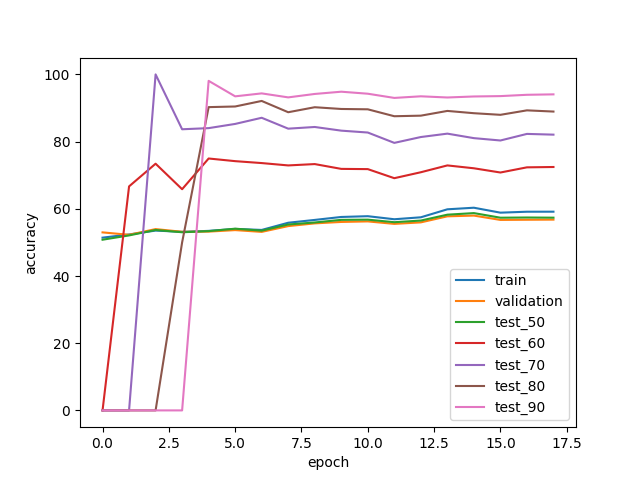 100
80
60
40
20
0
accuracy
0.0 2.5 5.0 7.5 10.0 12.5 15.0 17.5
epoch
train
validation
test_50
test_60
test_70
test_80
test_90